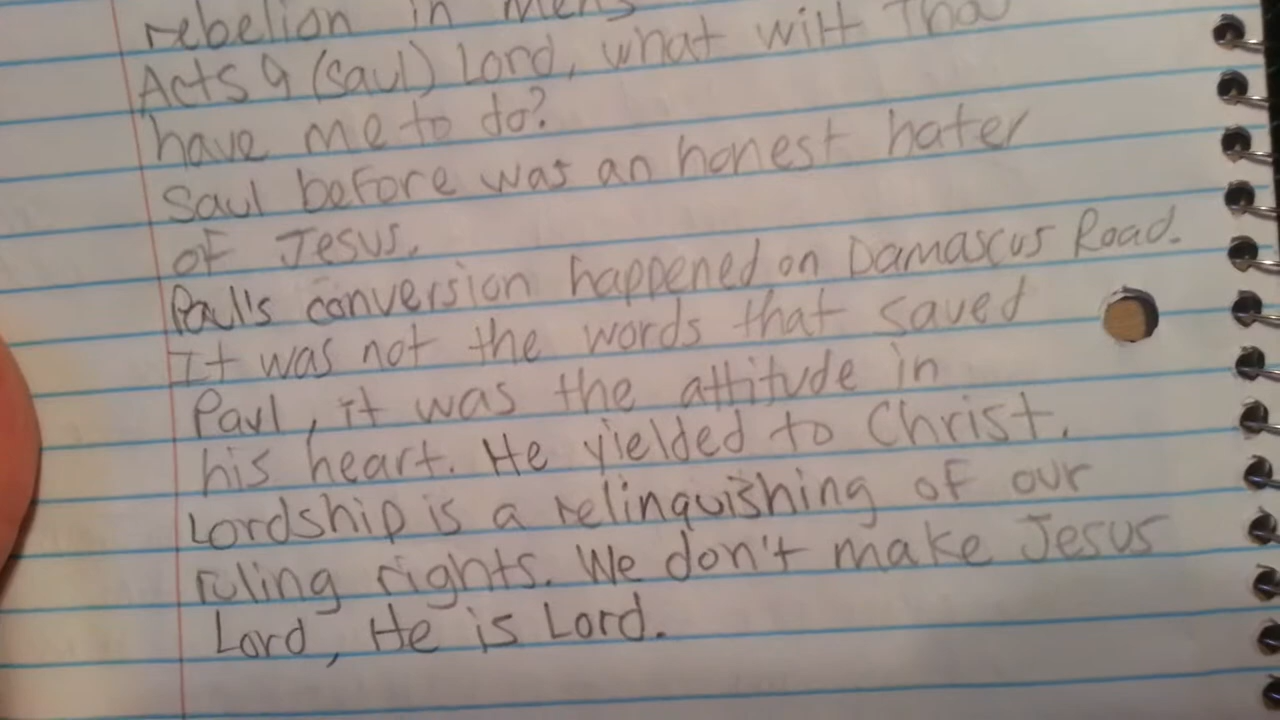 rebelion in mens
Acts 9 (Saul) Lord, what wilt Thou
have me to do?
Saul before was an honest hater
of Jesus.
Paul's conversion happened on Damascus Road.
It was not the words that saved
Paul, it was the attitude in
his heart. He yielded to Christ.
Lordship is a relinquishing of our
ruling rights. We don't make Jesus
Lord, He is Lord.